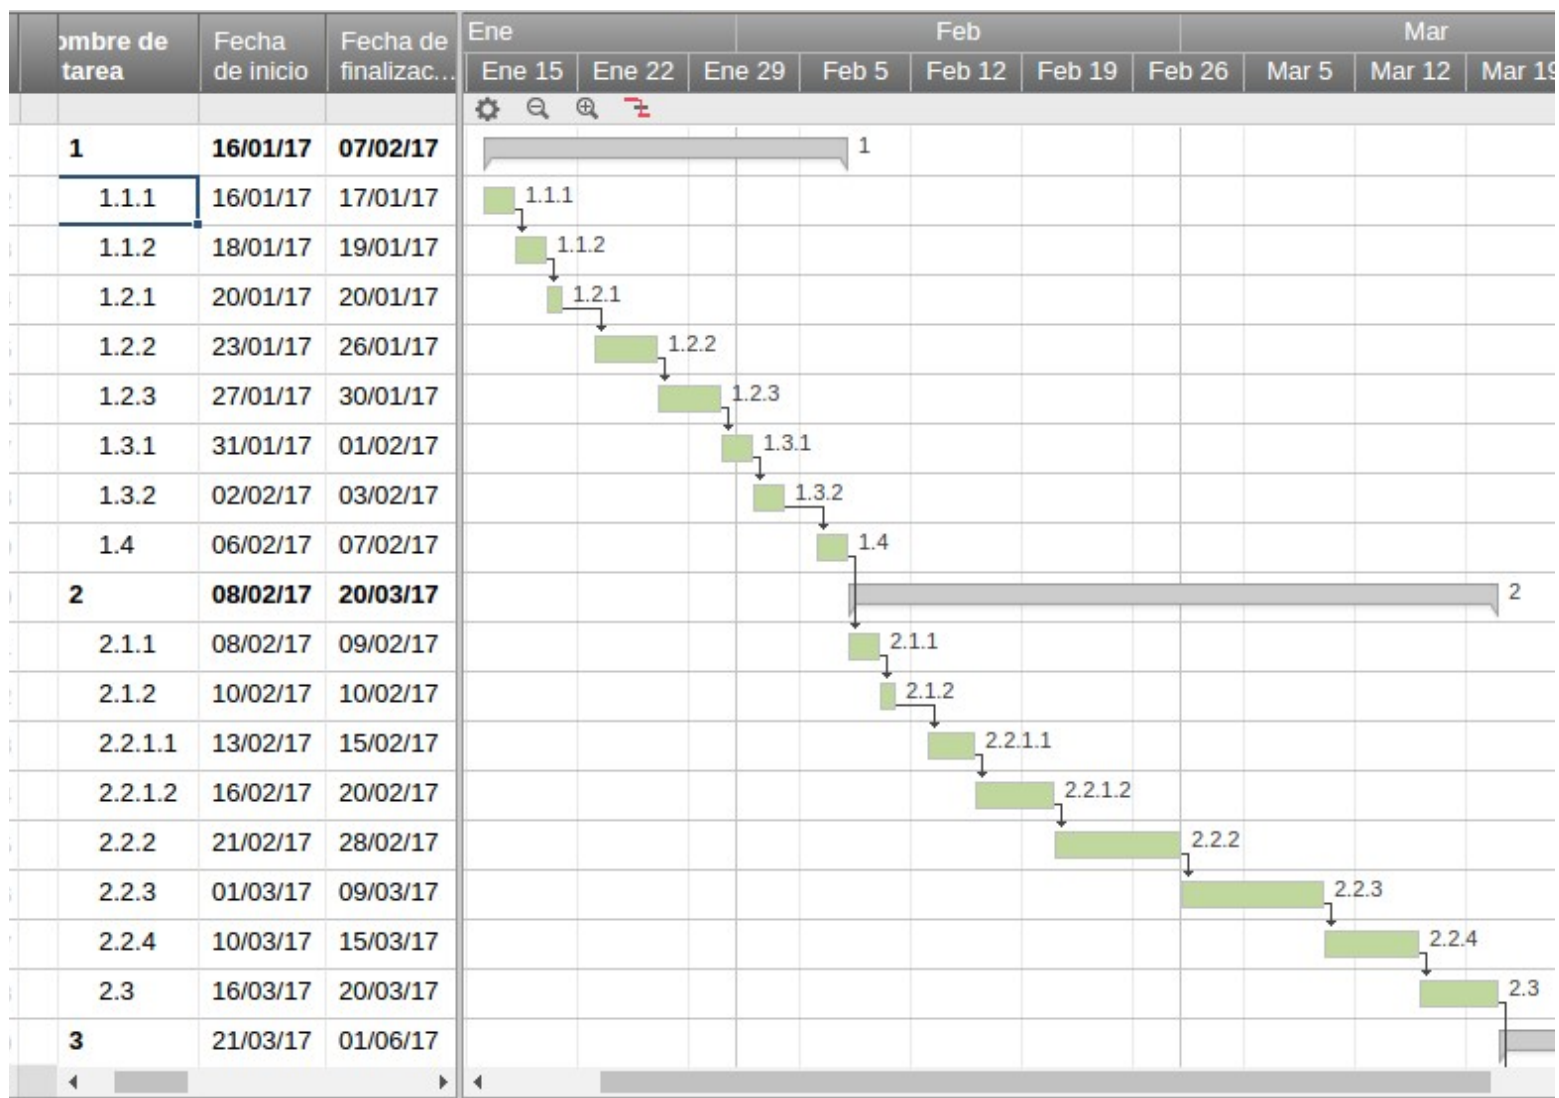 ombre de tarea Fecha de inicio Fecha de finalizac...
Ene Feb Mar
Ene 15 Ene 22 Ene 29 Feb 5 Feb 12 Feb 19 Feb 26 Mar 5 Mar 12 Mar 19
1 16/01/17 07/02/17 1
1.1.1 16/01/17 17/01/17 1.1.1
1.1.2 18/01/17 19/01/17 1.1.2
1.2.1 20/01/17 20/01/17 1.2.1
1.2.2 23/01/17 26/01/17 1.2.2
1.2.3 27/01/17 30/01/17 1.2.3
1.3.1 31/01/17 01/02/17 1.3.1
1.3.2 02/02/17 03/02/17 1.3.2
1.4 06/02/17 07/02/17 1.4
2 08/02/17 20/03/17 2
2.1.1 08/02/17 09/02/17 2.1.1
2.1.2 10/02/17 10/02/17 2.1.2
2.2.1.1 13/02/17 15/02/17 2.2.1.1
2.2.1.2 16/02/17 20/02/17 2.2.1.2
2.2.2 21/02/17 28/02/17 2.2.2
2.2.3 01/03/17 09/03/17 2.2.3
2.2.4 10/03/17 15/03/17 2.2.4
2.3 16/03/17 20/03/17 2.3
3 21/03/17 01/06/17